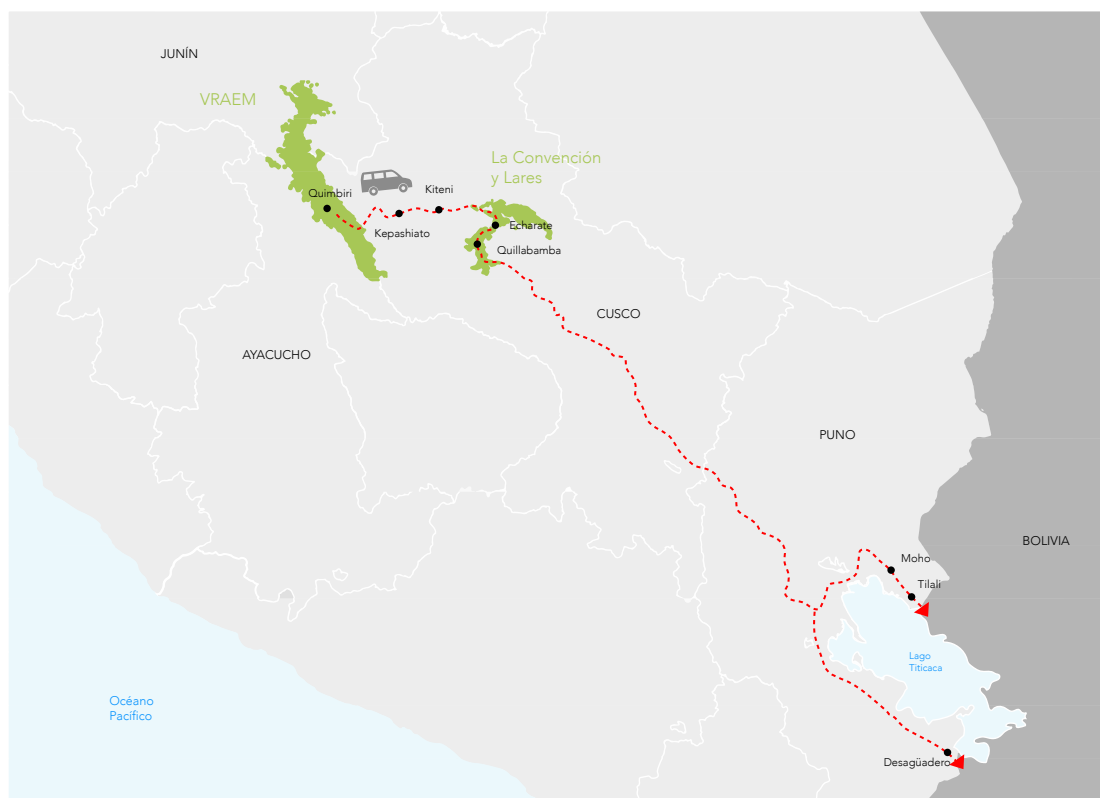 JUNÍN
VRAEM
La Convención
y Lares
Quimbiri
Kiteni
Kepashiato
Echarate
Quillabamba
CUSCO
AYACUCHO
PUNO
BOLIVIA
Moho
Tilali
Lago
Titicaca
Océano
Pacífico
Desagüadero